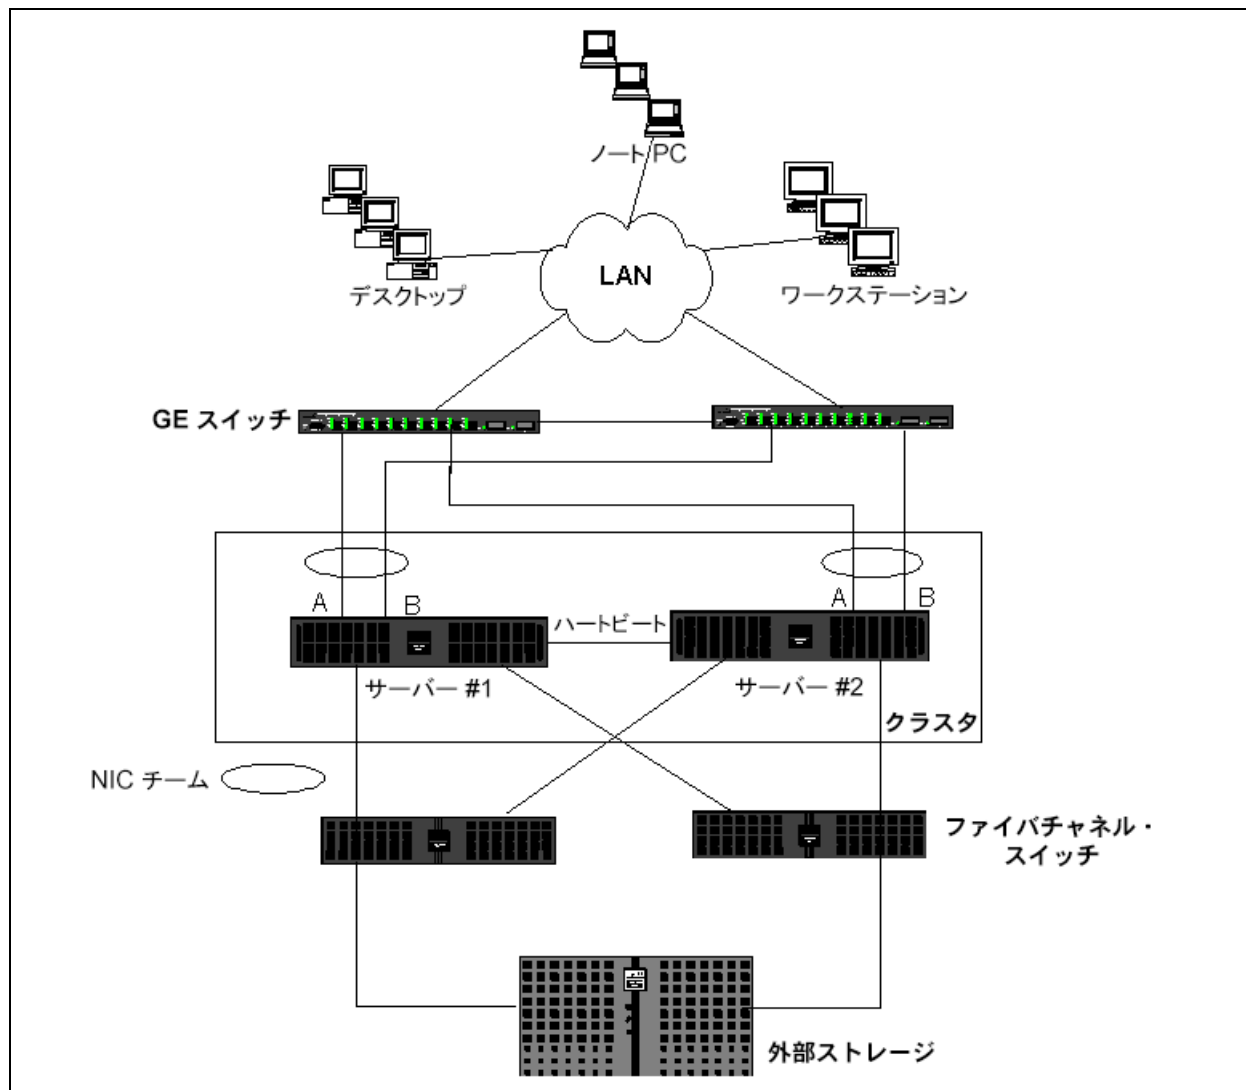 ノート PC
LAN
デスクトップ
ワークステーション
GE スイッチ
A
B
A
B
ハートビート
サーバー #1
サーバー #2
クラスタ
NIC チーム
ファイバチャネル・
スイッチ
外部ストレージ